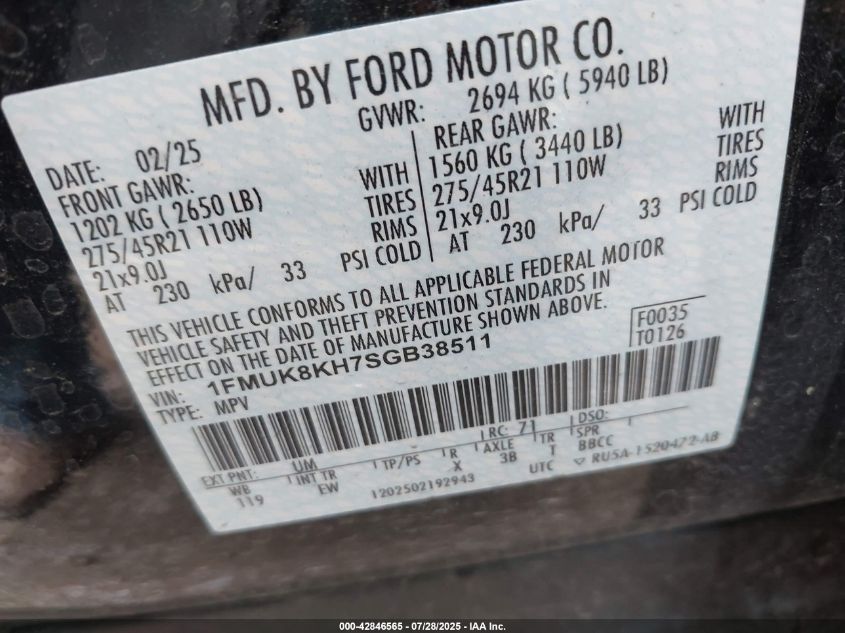 MFD. BY FORD MOTOR CO.
DATE: 02/25 GVWR: 2694 KG ( 5940 LB)
FRONT GAWR: REAR GAWR:
1202 KG ( 2650 LB) WITH 1560 KG ( 3440 LB) WITH
275/45R21 110W TIRES 275/45R21 110W TIRES
21x9.0J RIMS 21x9.0J RIMS
AT 230 kPa/ 33 PSI COLD AT 230 kPa/ 33 PSI COLD
THIS VEHICLE CONFORMS TO ALL APPLICABLE FEDERAL MOTOR
VEHICLE SAFETY AND THEFT PREVENTION STANDARDS IN
EFFECT ON THE DATE OF MANUFACTURE SHOWN ABOVE.
F0035
T0126
VIN: 1FMUK8KH7SGB38511
TYPE: MPV
EXT PNT: UM RC: 71 DSO:
WB INT TR TP/PS R AXLE TR SPR
119 EW X 3B T BBCC
1202502192943 UTC RU5A-1520472-AB
000-42846565 / 07/28/2025 - IAA Inc.